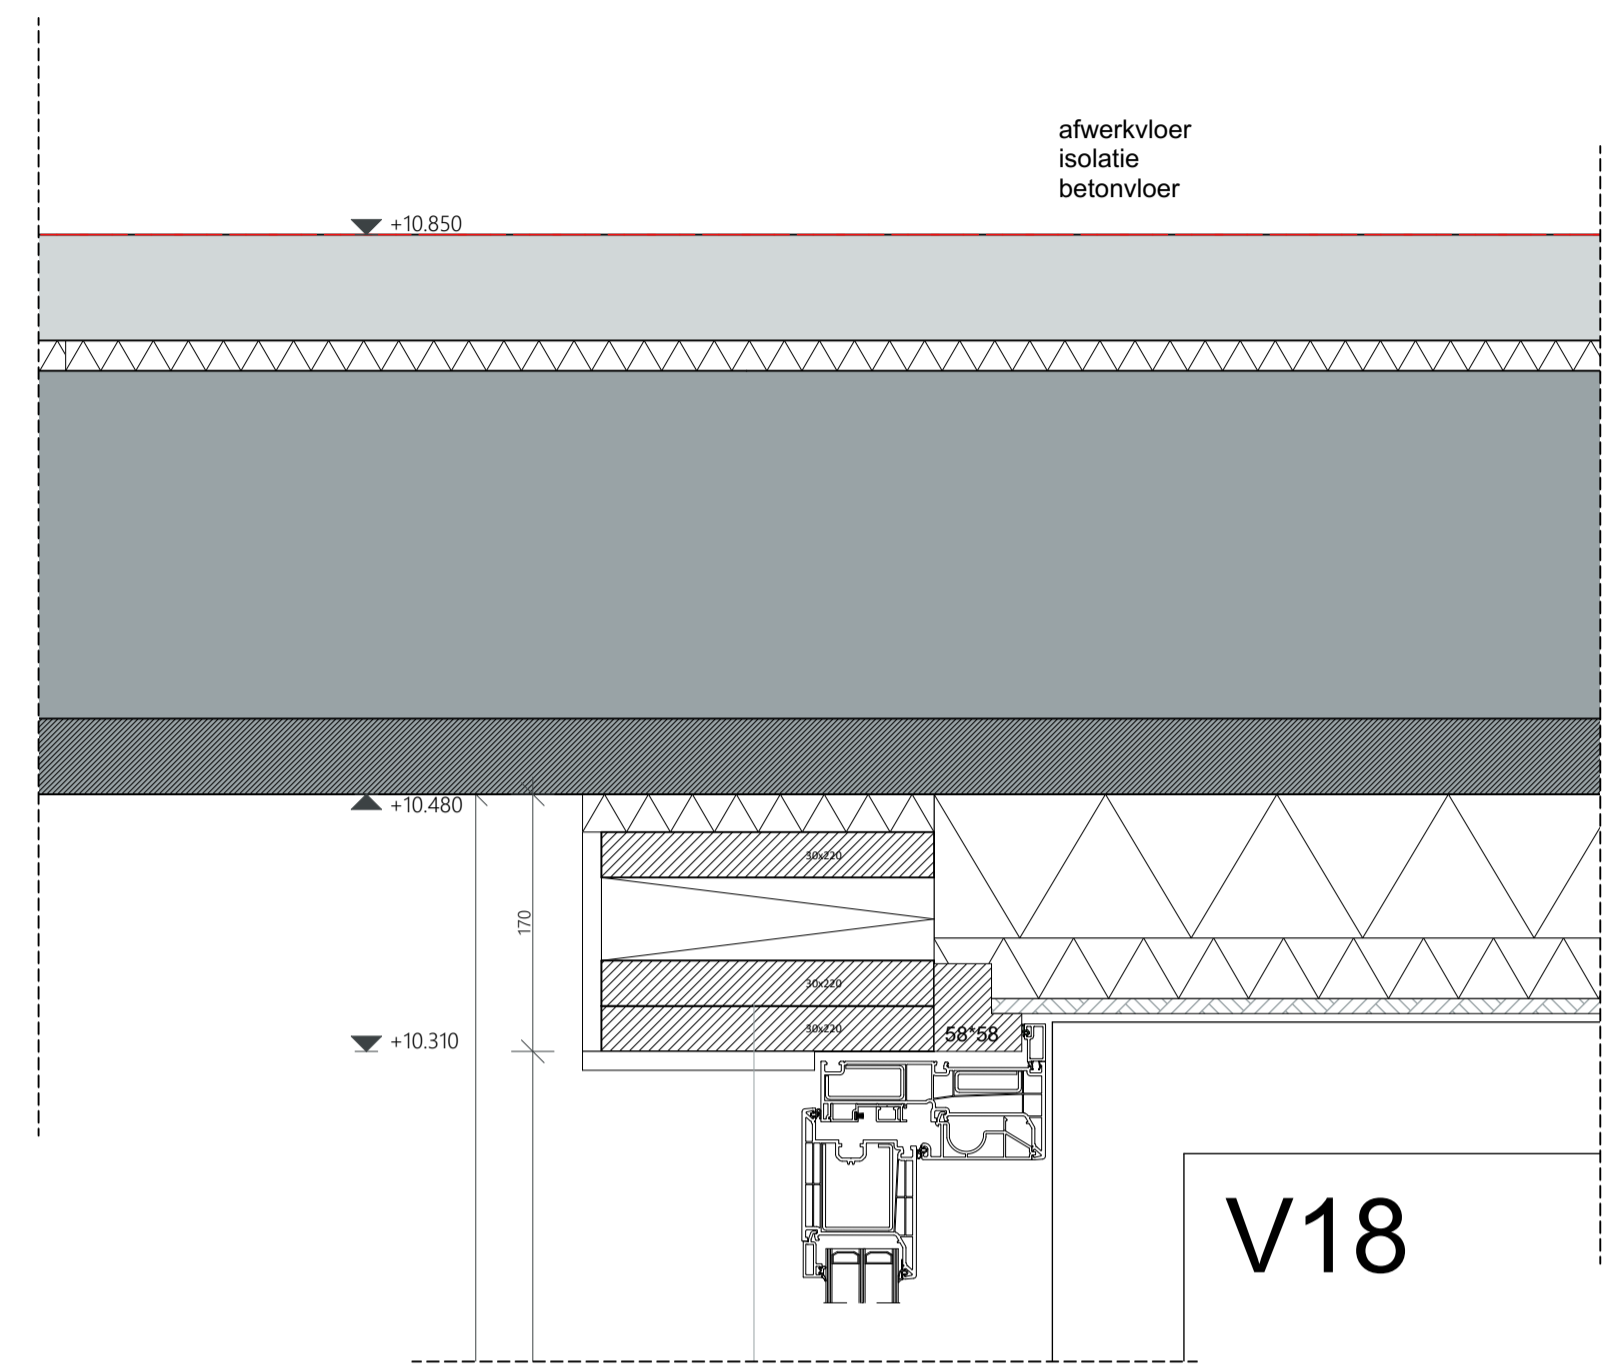 afwerkvloer
isolatie
betonvloer
+10.850
+10.480
30x220
170
30x220
30x220
58*58
+10.310
V18